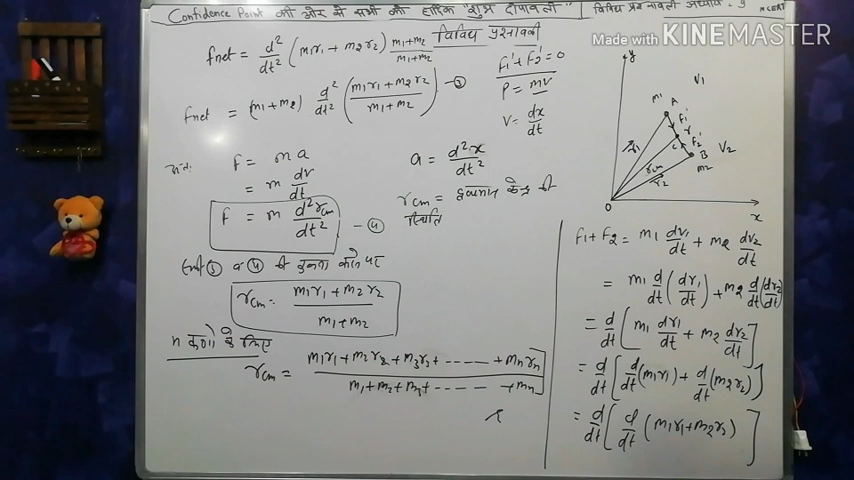 Confidence Point की ओर से सभी को हार्दिक "शुभ दीपावली"
विविध प्रश्नावली अध्याय - 9 NCERT
Made with KINEMASTER
विविध प्रश्नावली
fnet = d²/dt² (m₁r₁ + m₂r₂) m₁+m₂/m₁+m₂
fnet = (m₁+m₂) d²/dt² (m₁r₁+m₂r₂/m₁+m₂) - ③
F₁' + F₂' = 0
P = mv
V = dx/dt
अतः F = ma
= m dv/dt
F = m d²rcm/dt² - ④
a = d²x/dt²
rcm = द्रव्यमान केन्द्र की
स्थिति
समी ③ व ④ की तुलना करने पर
rcm = m₁r₁ + m₂r₂/m₁+m₂
n कणों के लिए
rcm = m₁r₁+m₂r₂+m₃r₃+ ----- + mnrn/m₁+m₂+m₃+ ----- +mn
y
V₁
m₁ A
F₁'
r₁
r
C
F₂'
V₂
B
m₂
rcm
r₂
O
x
F₁ + F₂ = m₁ dv₁/dt + m₂ dv₂/dt
= m₁ d/dt (dr₁/dt) + m₂ d/dt (dr₂/dt)
= d/dt [m₁ dr₁/dt + m₂ dr₂/dt]
= d/dt [d/dt (m₁r₁) + d/dt (m₂r₂)]
= d/dt [d/dt (m₁r₁+m₂r₂)]